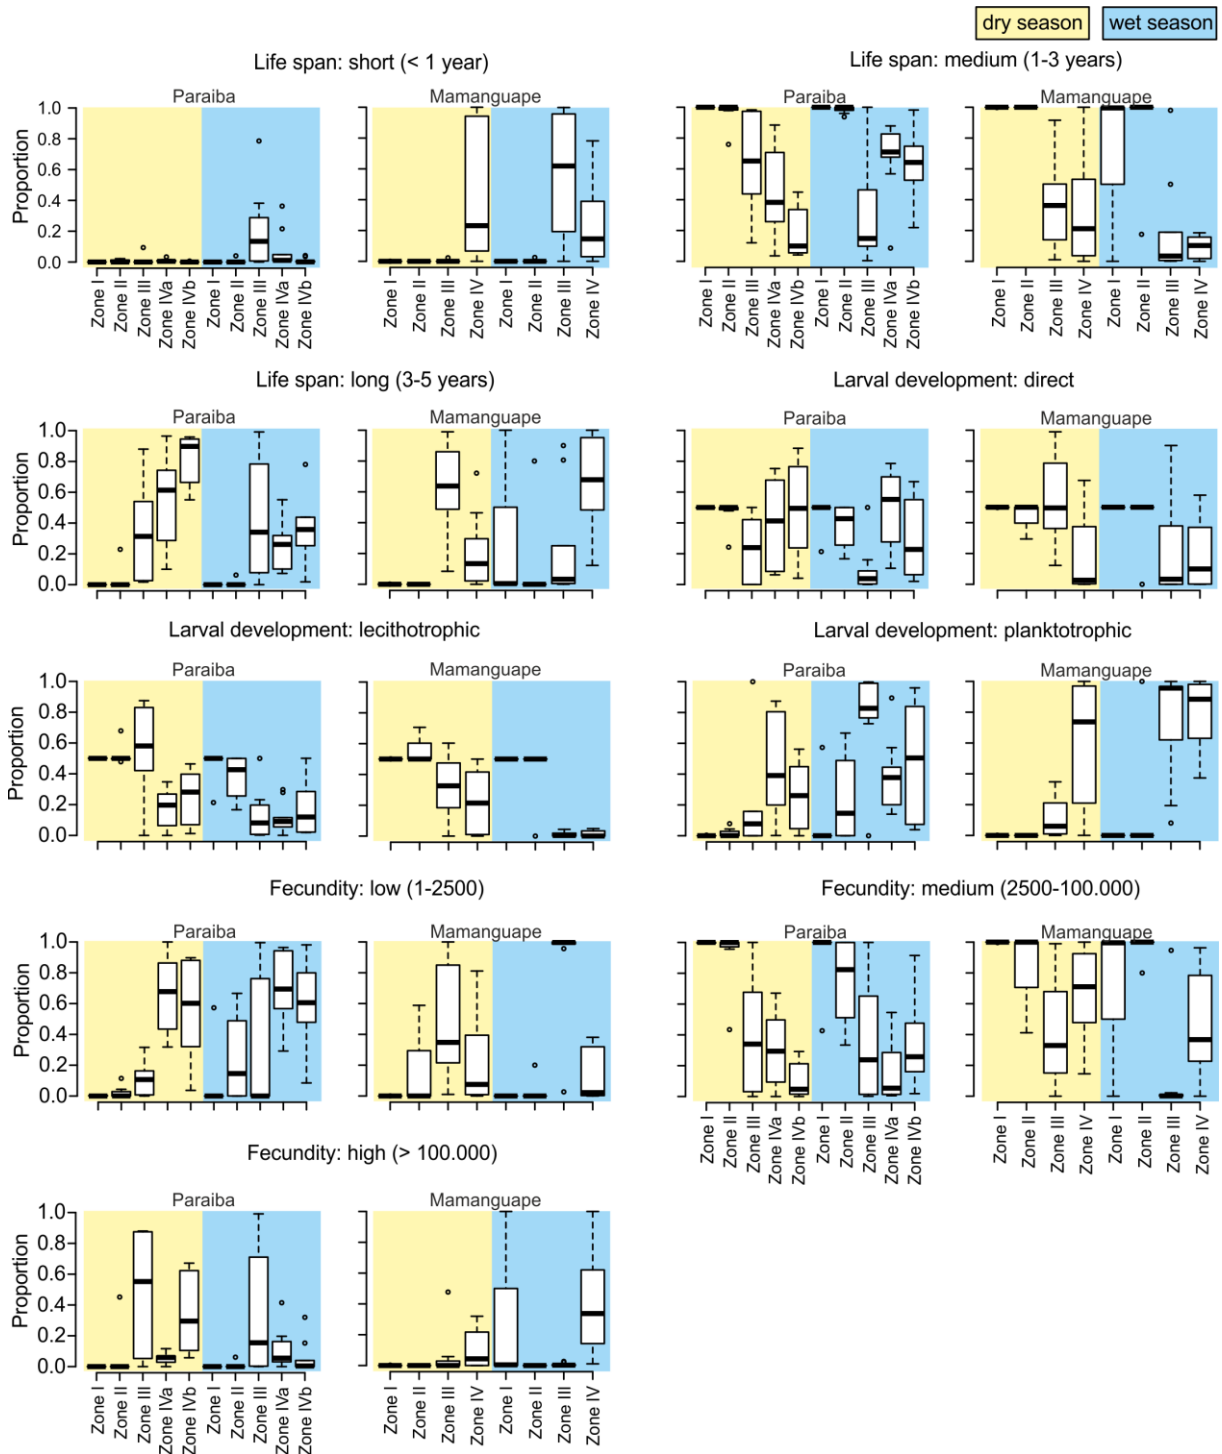 dry season wet season
Life span: short (< 1 year) Life span: medium (1-3 years)
Paraiba Mamanguape Paraiba Mamanguape
Proportion
1.0 1.0
0.8 0.8
0.6 0.6
0.4 0.4
0.2 0.2
0.0 0.0
Zone I Zone II Zone III Zone IVa Zone IVb Zone I Zone II Zone III Zone IVa Zone IVb Zone I Zone II Zone III Zone IV Zone I Zone II Zone III Zone IV Zone I Zone II Zone III Zone IVa Zone IVb Zone I Zone II Zone III Zone IVa Zone IVb Zone I Zone II Zone III Zone IV Zone I Zone II Zone III Zone IV
Life span: long (3-5 years) Larval development: direct
Paraiba Mamanguape Paraiba Mamanguape
Proportion
1.0
0.8
0.6
0.4
0.2
0.0
Larval development: lecithotrophic Larval development: planktotrophic
Paraiba Mamanguape Paraiba Mamanguape
Proportion
1.0
0.8
0.6
0.4
0.2
0.0
Fecundity: low (1-2500) Fecundity: medium (2500-100.000)
Paraiba Mamanguape Paraiba Mamanguape
Proportion
1.0
0.8
0.6
0.4
0.2
0.0
Zone I Zone II Zone III Zone IVa Zone IVb Zone I Zone II Zone III Zone IVa Zone IVb Zone I Zone II Zone III Zone IV Zone I Zone II Zone III Zone IV
Fecundity: high (> 100.000)
Paraiba Mamanguape
Proportion
1.0
0.8
0.6
0.4
0.2
0.0
Zone I Zone II Zone III Zone IVa Zone IVb Zone I Zone II Zone III Zone IVa Zone IVb Zone I Zone II Zone III Zone IV Zone I Zone II Zone III Zone IV